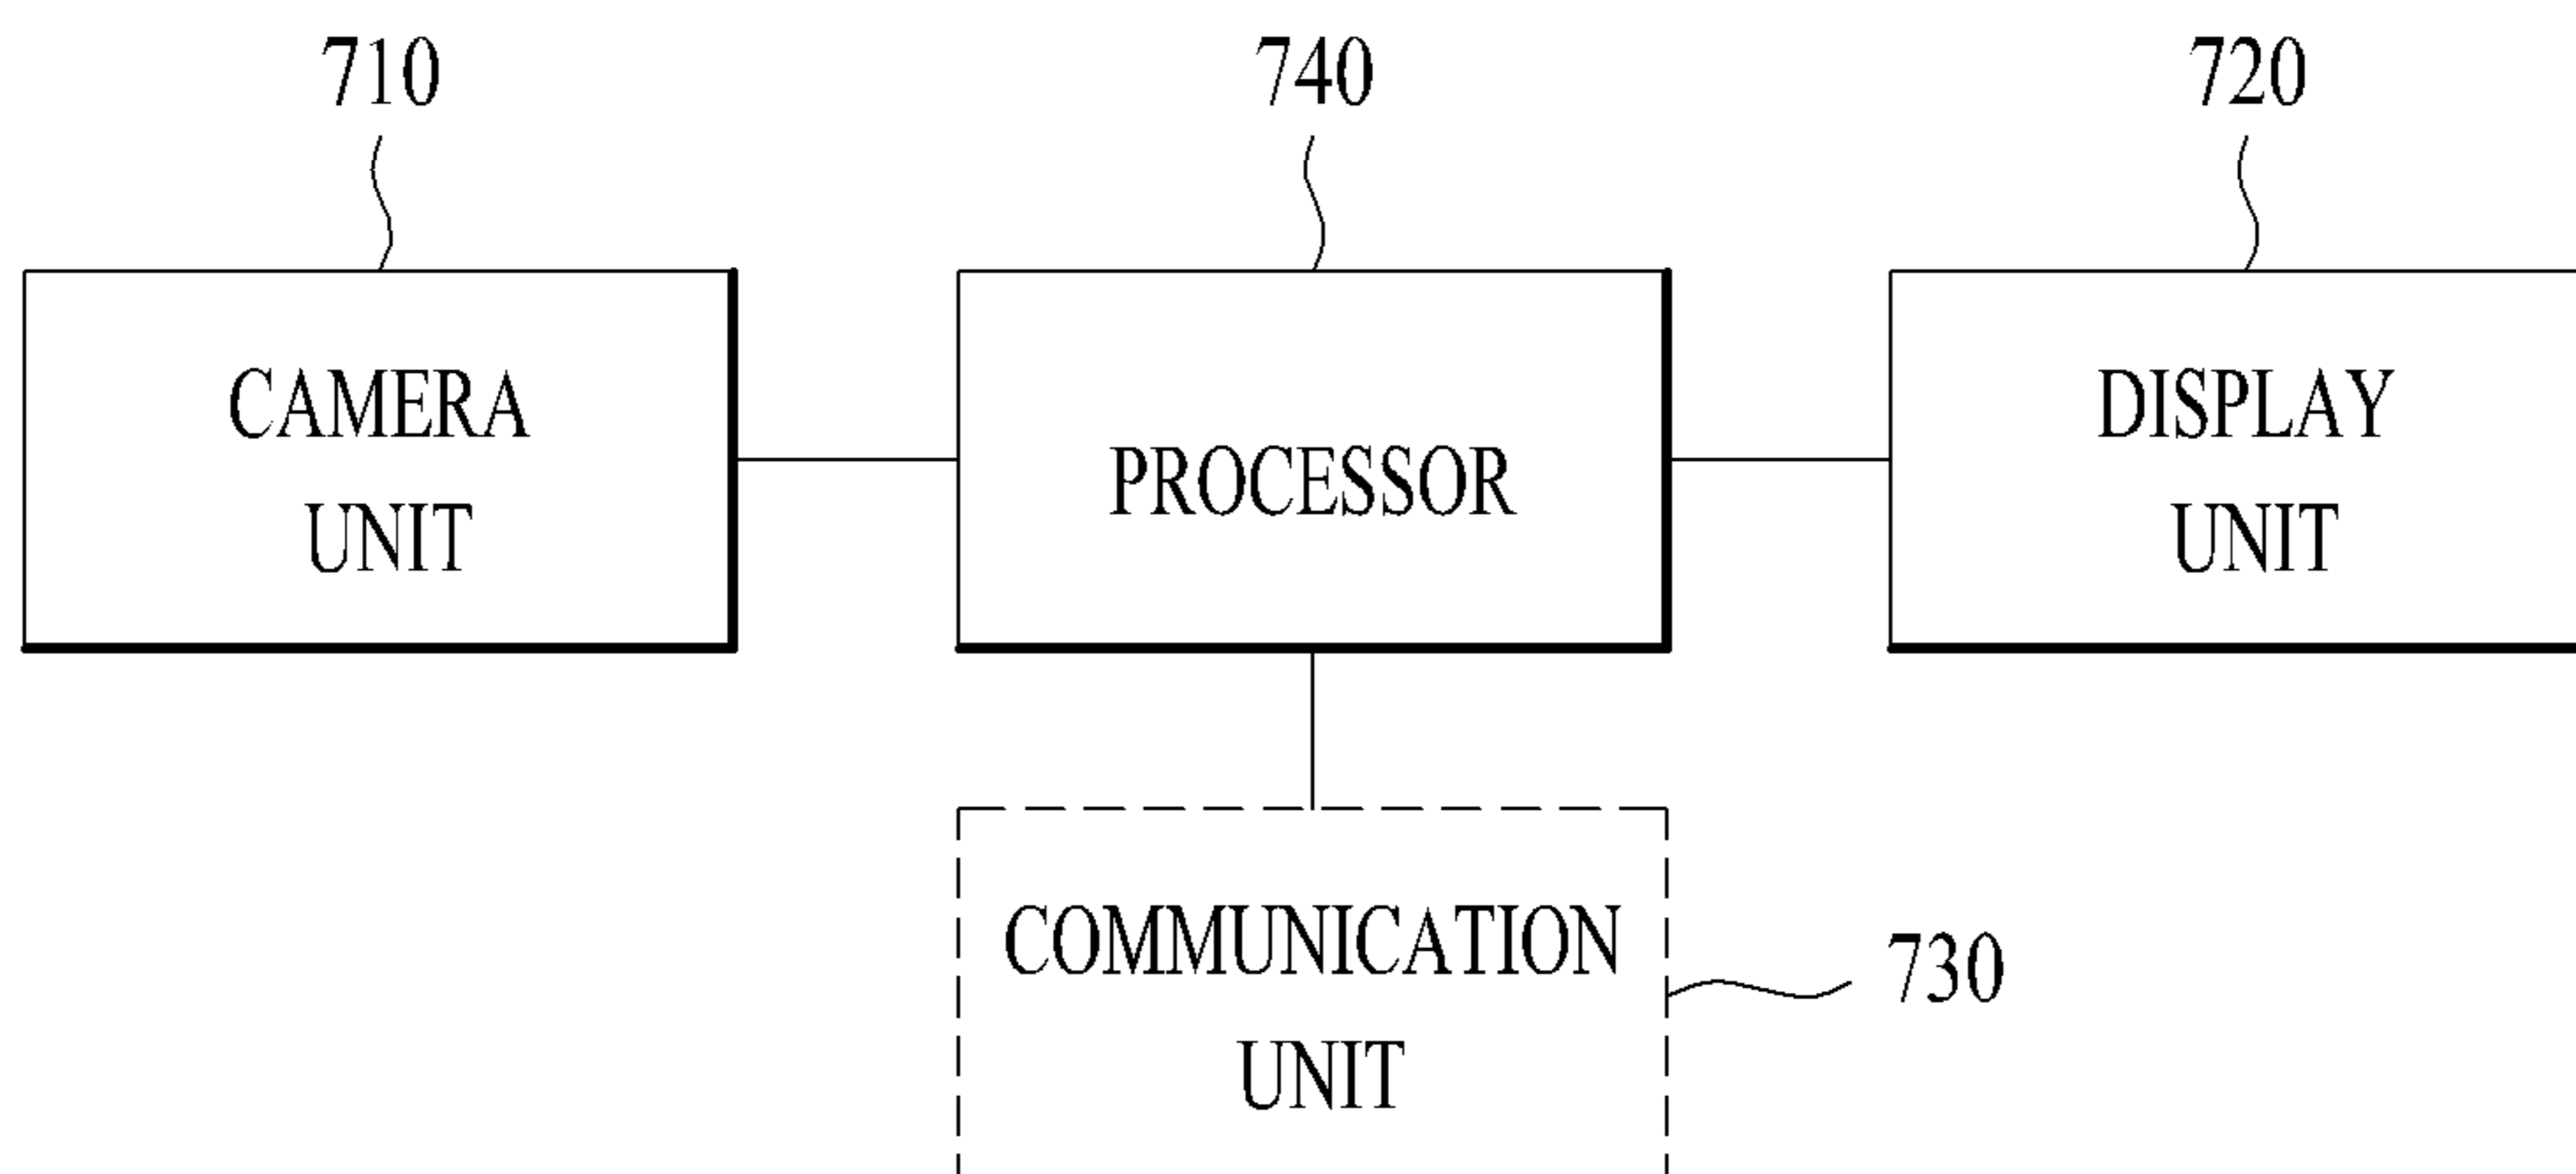 710
740
720
CAMERA
UNIT
PROCESSOR
DISPLAY
UNIT
COMMUNICATION
UNIT
730